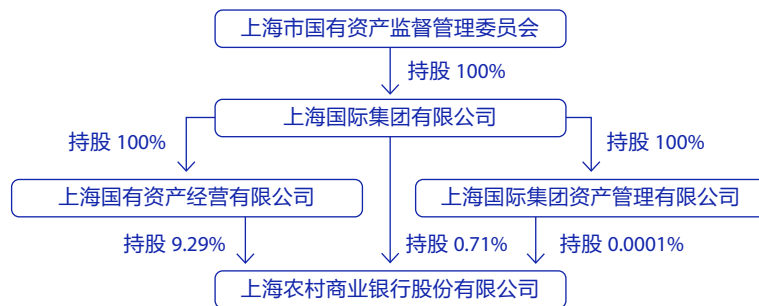 上海市国有资产监督管理委员会
持股 100%
上海国际集团有限公司
持股 100%
持股 100%
上海国有资产经营有限公司
上海国际集团资产管理有限公司
持股 9.29%
持股 0.71%
持股 0.0001%
上海农村商业银行股份有限公司